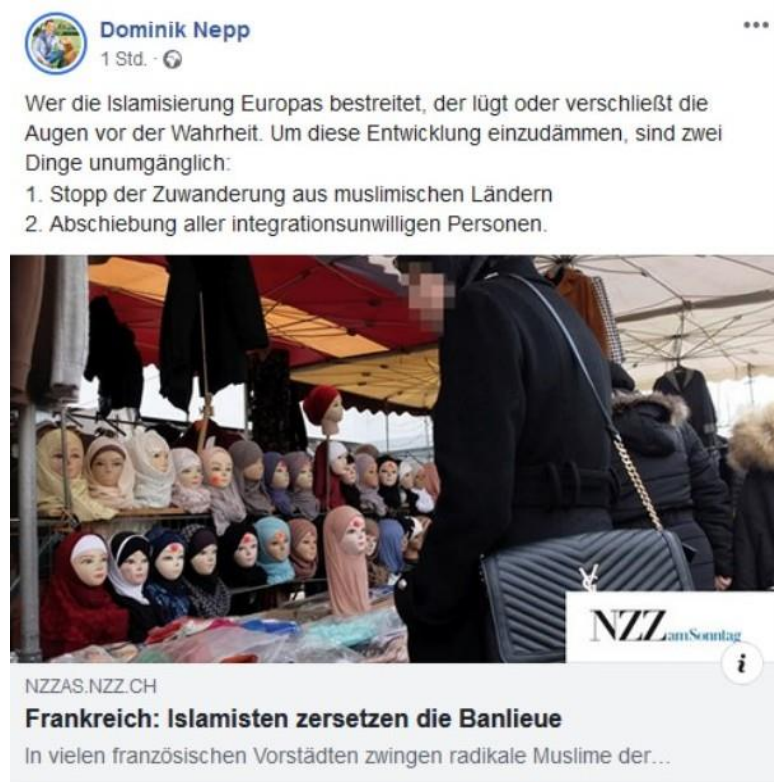 Dominik Nepp
1 Std. ·
Wer die Islamisierung Europas bestreitet, der lügt oder verschließt die
Augen vor der Wahrheit. Um diese Entwicklung einzudämmen, sind zwei
Dinge unumgänglich:
1. Stopp der Zuwanderung aus muslimischen Ländern
2. Abschiebung aller integrationsunwilligen Personen.
NZZ amSonntag
NZZAS.NZZ.CH
Frankreich: Islamisten zersetzen die Banlieue
In vielen französischen Vorstädten zwingen radikale Muslime der…